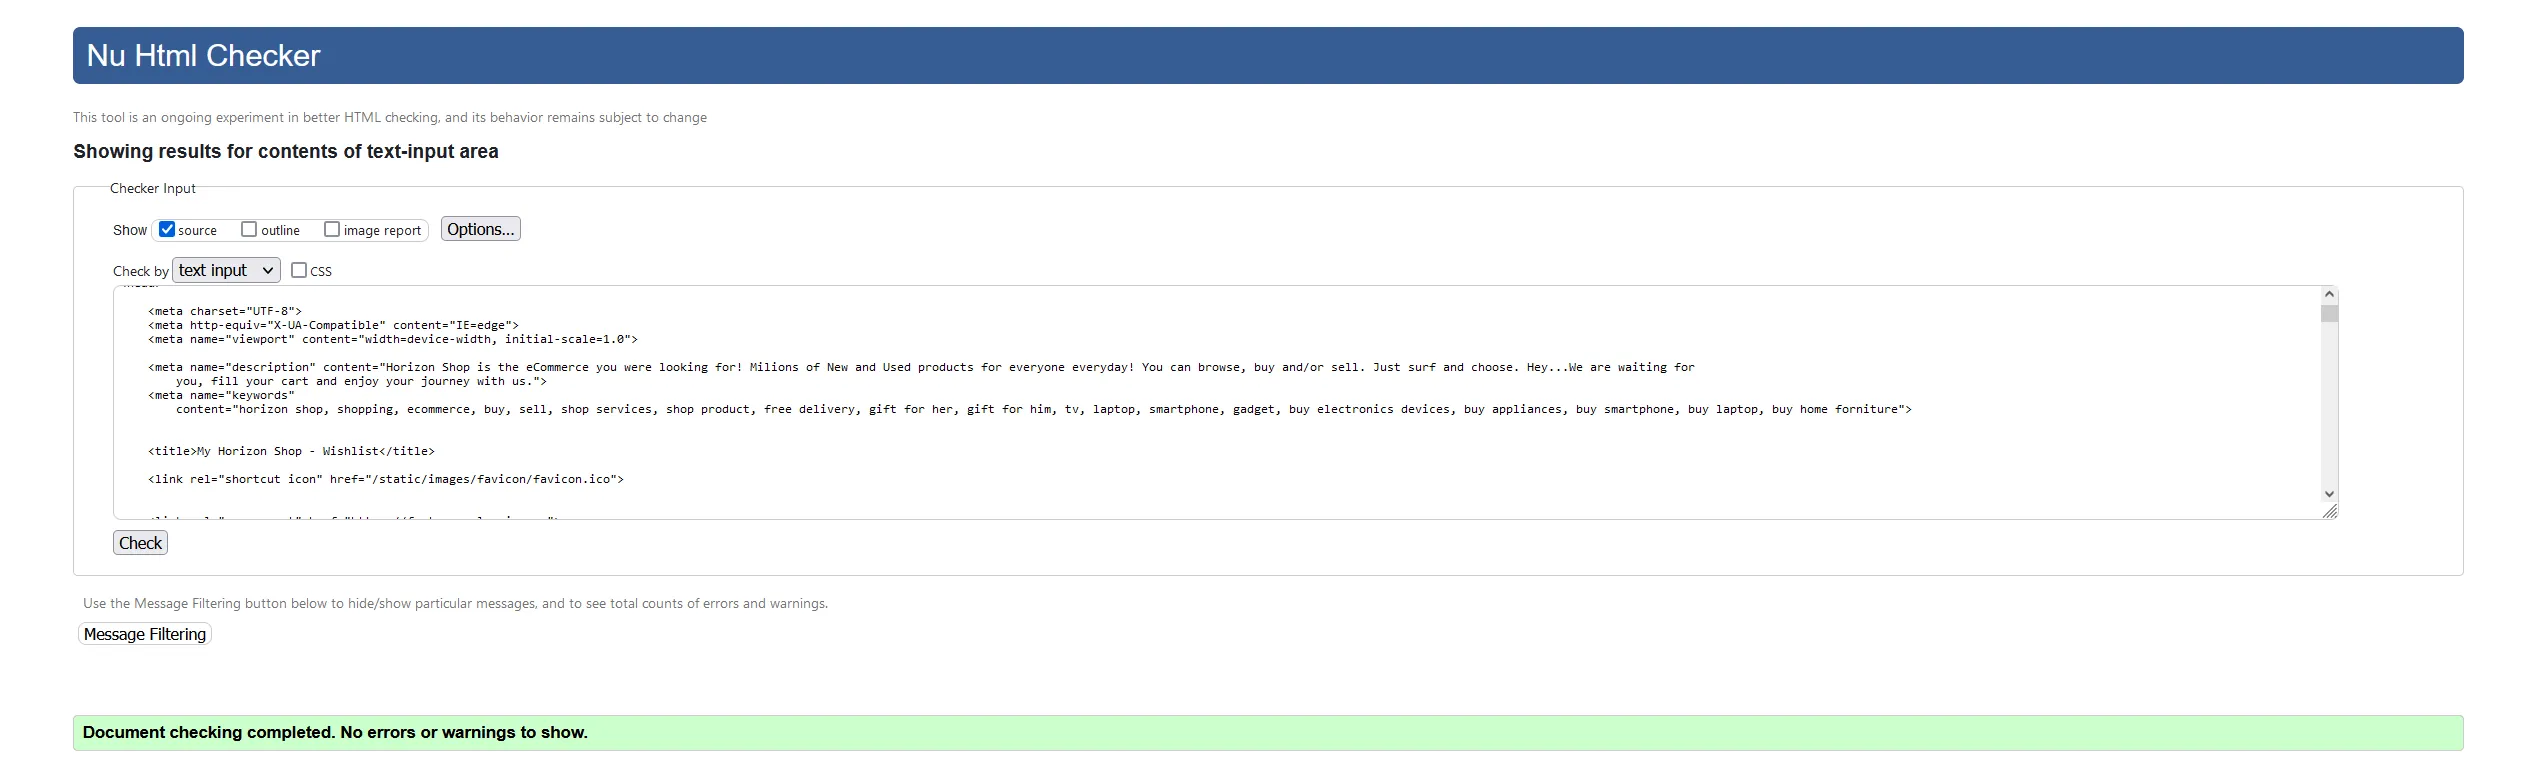 Nu Html Checker
This tool is an ongoing experiment in better HTML checking, and its behavior remains subject to change
Showing results for contents of text-input area
Checker Input
Show source outline image report Options...
Check by text input CSS
<meta charset="UTF-8">
<meta http-equiv="X-UA-Compatible" content="IE=edge">
<meta name="viewport" content="width=device-width, initial-scale=1.0">
<meta name="description" content="Horizon Shop is the eCommerce you were looking for! Milions of New and Used products for everyone everyday! You can browse, buy and/or sell. Just surf and choose. Hey...We are waiting for
you, fill your cart and enjoy your journey with us.">
<meta name="keywords"
content="horizon shop, shopping, ecommerce, buy, sell, shop services, shop product, free delivery, gift for her, gift for him, tv, laptop, smartphone, gadget, buy electronics devices, buy appliances, buy smartphone, buy laptop, buy home forniture">
<title>My Horizon Shop - Wishlist</title>
<link rel="shortcut icon" href="/static/images/favicon/favicon.ico">
Check
Use the Message Filtering button below to hide/show particular messages, and to see total counts of errors and warnings.
Message Filtering
Document checking completed. No errors or warnings to show.